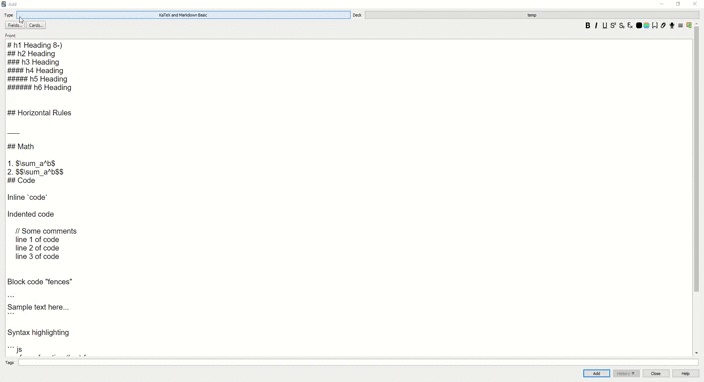 Add
Type
KaTeX and Markdown Basic
Deck
temp
Fields...
Cards...
Front
# h1 Heading 8-)
## h2 Heading
### h3 Heading
#### h4 Heading
##### h5 Heading
###### h6 Heading
## Horizontal Rules
___
## Math
1. $\sum_a^b$
2. $$\sum_a^b$$
## Code
Inline `code`
Indented code
// Some comments
line 1 of code
line 2 of code
line 3 of code
Block code "fences"
```
Sample text here...
```
Syntax highlighting
``` js
Tags
Add
History ▼
Close
Help